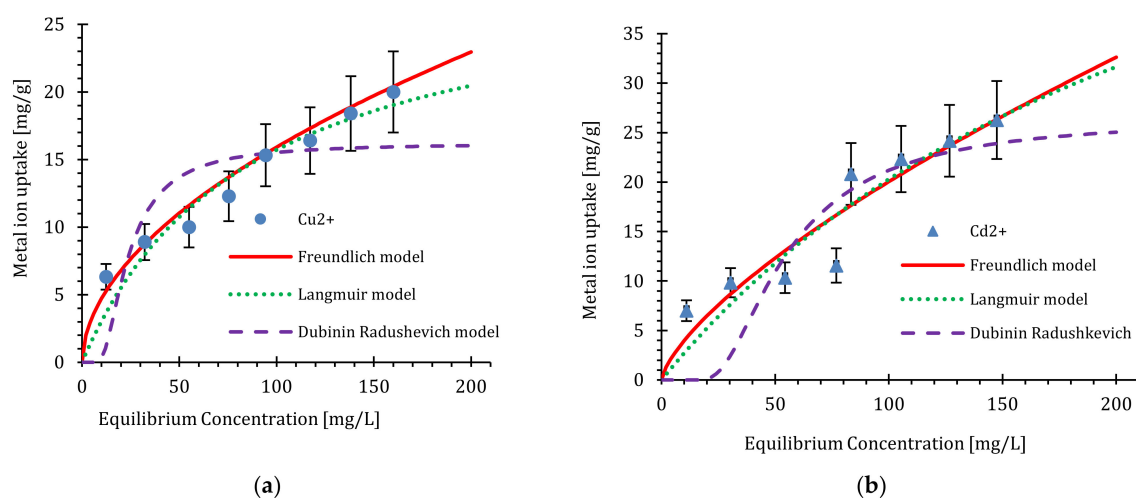 25
20
15
10
5
0
0
50
100
150
200
Metal ion uptake [mg/g]
Equilibrium Concentration [mg/L]
Cu2+
Freundlich model
Langmuir model
Dubinin Radushevich model
(a)
35
30
25
20
15
10
5
0
0
50
100
150
200
Metal ion uptake [mg/g]
Equilibrium Concentration [mg/L]
Cd2+
Freundlich model
Langmuir model
Dubinin Radushkevich
(b)